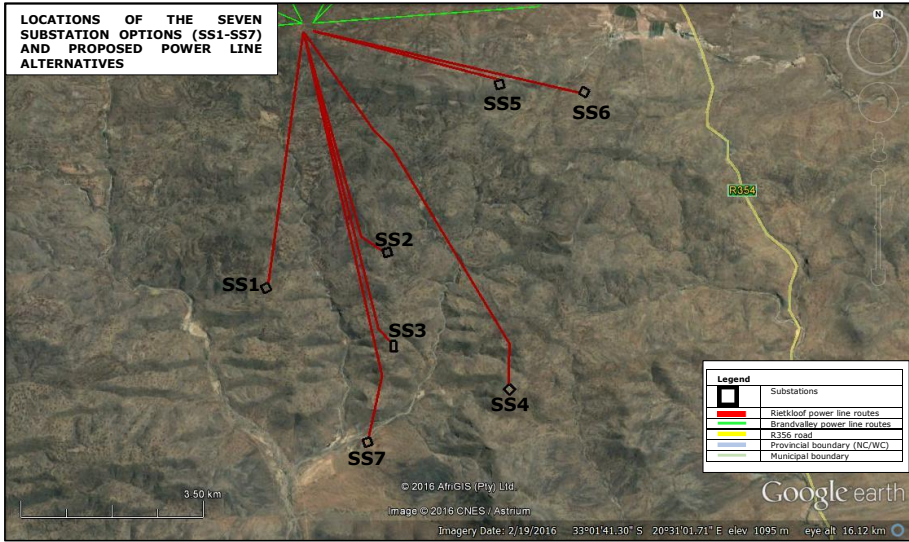 LOCATIONS OF THE SEVEN
SUBSTATION OPTIONS (SS1-SS7)
AND PROPOSED POWER LINE
ALTERNATIVES
N
SS5
SS6
R354
SS2
SS1
SS3
SS4
SS7
Legend
Substations
Rietkloof power line routes
Brandvalley power line routes
R356 road
Provincial boundary (NC/WC)
Municipal boundary
3.50 km
© 2016 AfriGIS (Pty) Ltd.
Image © 2016 CNES / Astrium
Google earth
Imagery Date: 2/19/2016 33°01'41.30" S 20°31'01.71" E elev 1095 m eye alt 16.12 km